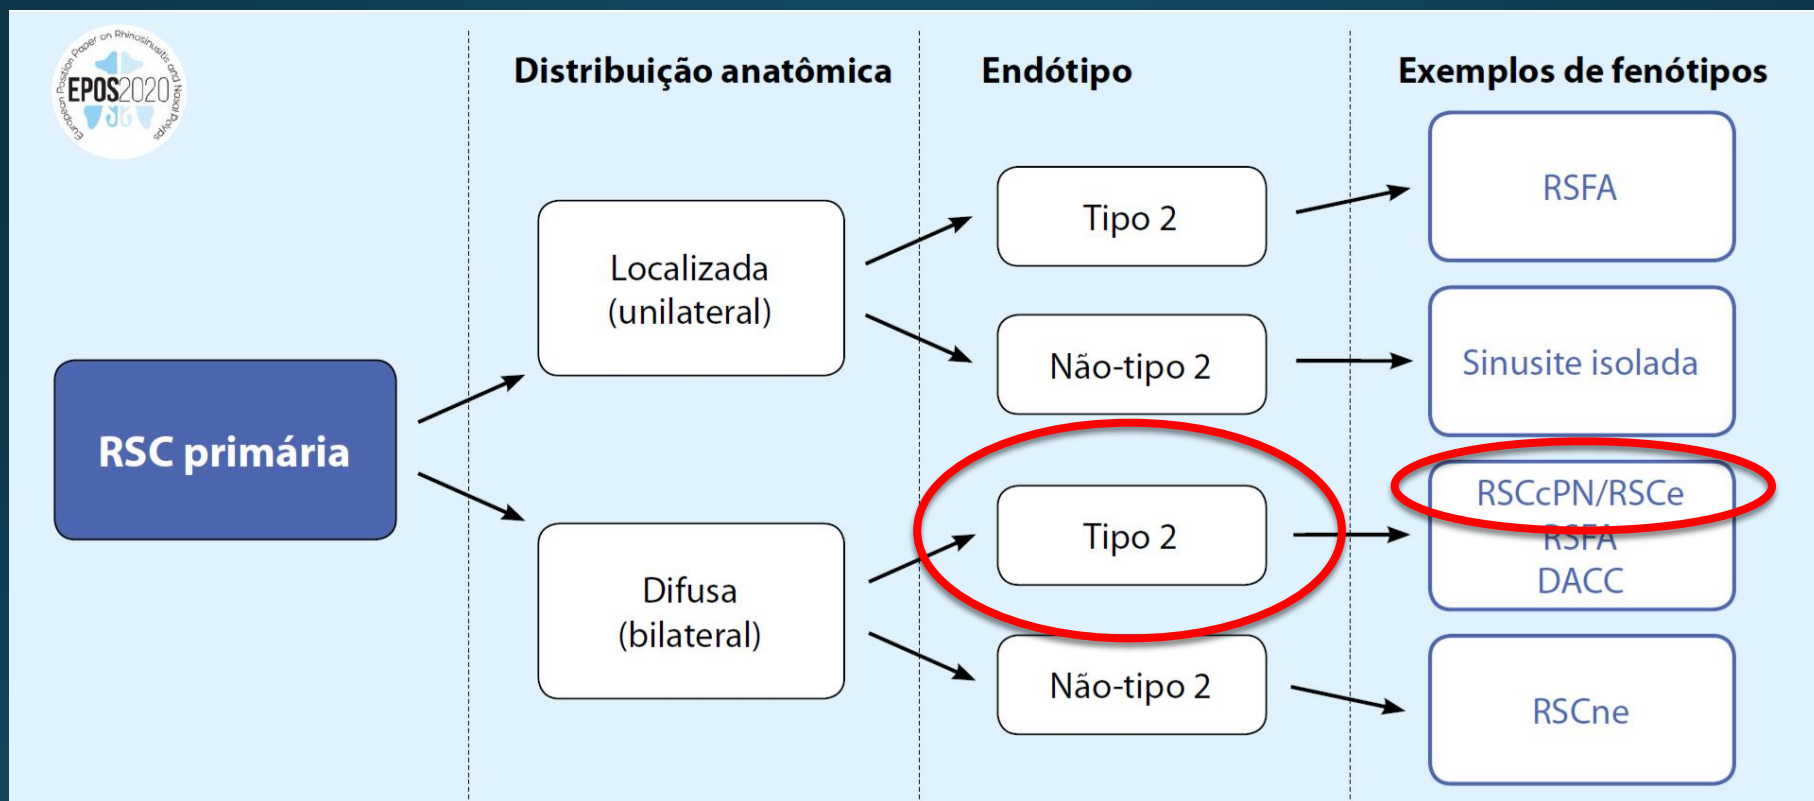 European Position Paper on Rhinosinusitis and Nasal Polyps
EPOS2020
Distribuição anatômica
Endótipo
Exemplos de fenótipos
RSC primária
Localizada
(unilateral)
Difusa
(bilateral)
Tipo 2
Não-tipo 2
Tipo 2
Não-tipo 2
RSFA
Sinusite isolada
RSCcPN/RSCe
RSFA
DACC
RSCne